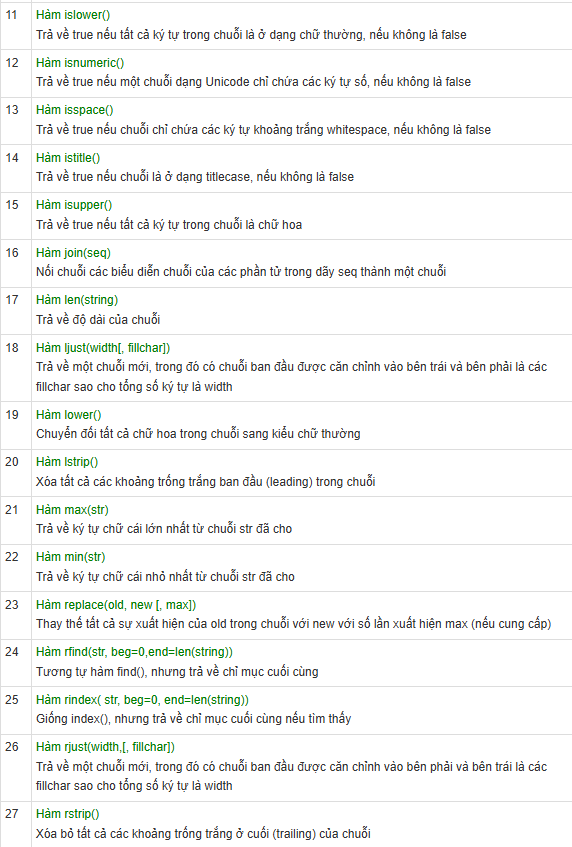 11 Hàm islower()
Trả về true nếu tất cả ký tự trong chuỗi là ở dạng chữ thường, nếu không là false
12 Hàm isnumeric()
Trả về true nếu một chuỗi dạng Unicode chỉ chứa các ký tự số, nếu không là false
13 Hàm isspace()
Trả về true nếu chuỗi chỉ chứa các ký tự khoảng trắng whitespace, nếu không là false
14 Hàm istitle()
Trả về true nếu chuỗi là ở dạng titlecase, nếu không là false
15 Hàm isupper()
Trả về true nếu tất cả ký tự trong chuỗi là chữ hoa
16 Hàm join(seq)
Nối chuỗi các biểu diễn chuỗi của các phần tử trong dãy seq thành một chuỗi
17 Hàm len(string)
Trả về độ dài của chuỗi
18 Hàm ljust(width[, fillchar])
Trả về một chuỗi mới, trong đó có chuỗi ban đầu được căn chỉnh vào bên trái và bên phải là các
fillchar sao cho tổng số ký tự là width
19 Hàm lower()
Chuyển đổi tất cả chữ hoa trong chuỗi sang kiểu chữ thường
20 Hàm lstrip()
Xóa tất cả các khoảng trống trắng ban đầu (leading) trong chuỗi
21 Hàm max(str)
Trả về ký tự chữ cái lớn nhất từ chuỗi str đã cho
22 Hàm min(str)
Trả về ký tự chữ cái nhỏ nhất từ chuỗi str đã cho
23 Hàm replace(old, new [, max])
Thay thế tất cả sự xuất hiện của old trong chuỗi với new với số lần xuất hiện max (nếu cung cấp)
24 Hàm rfind(str, beg=0,end=len(string))
Tương tự hàm find(), nhưng trả về chỉ mục cuối cùng
25 Hàm rindex( str, beg=0, end=len(string))
Giống index(), nhưng trả về chỉ mục cuối cùng nếu tìm thấy
26 Hàm rjust(width,[, fillchar])
Trả về một chuỗi mới, trong đó có chuỗi ban đầu được căn chỉnh vào bên phải và bên trái là các
fillchar sao cho tổng số ký tự là width
27 Hàm rstrip()
Xóa bỏ tất cả các khoảng trống trắng ở cuối (trailing) của chuỗi